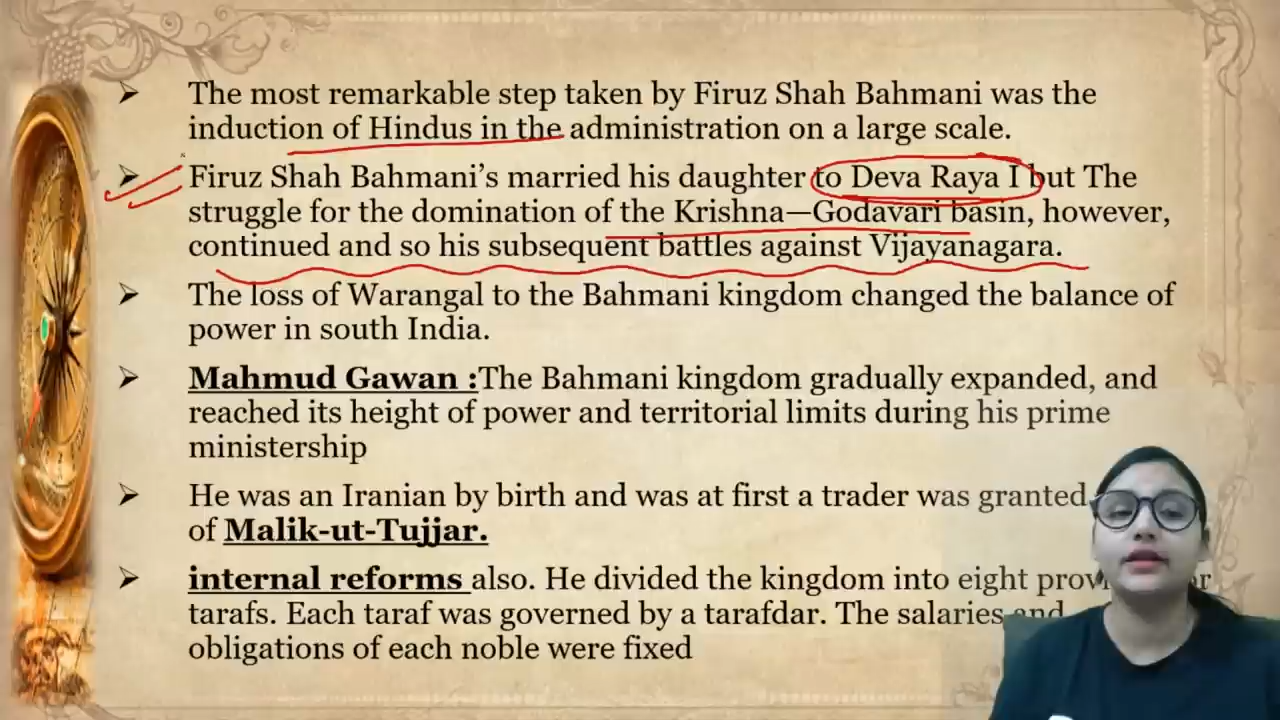 The most remarkable step taken by Firuz Shah Bahmani was the
induction of Hindus in the administration on a large scale.
Firuz Shah Bahmani's married his daughter to Deva Raya I but The
struggle for the domination of the Krishna—Godavari basin, however,
continued and so his subsequent battles against Vijayanagara.
The loss of Warangal to the Bahmani kingdom changed the balance of
power in south India.
Mahmud Gawan :The Bahmani kingdom gradually expanded, and
reached its height of power and territorial limits during his prime
ministership
He was an Iranian by birth and was at first a trader was granted
of Malik-ut-Tujjar.
internal reforms also. He divided the kingdom into eight
tarafs. Each taraf was governed by a tarafdar. The salaries and
obligations of each noble were fixed